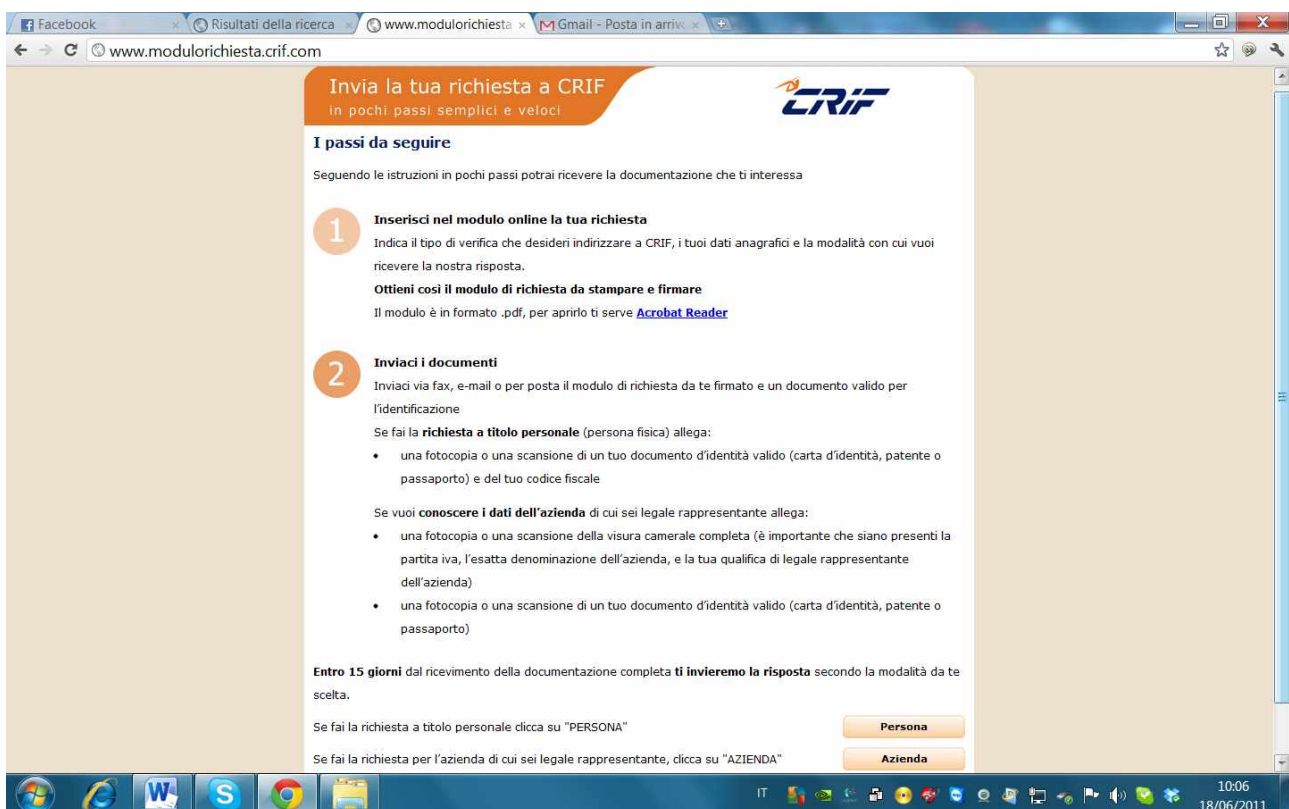 Facebook
Risultati della ricerca
www.modulorichiesta
Gmail - Posta in arrivo
www.modulorichiesta.crif.com
Invia la tua richiesta a CRIF
in pochi passi semplici e veloci
CRIF
I passi da seguire
Seguendo le istruzioni in pochi passi potrai ricevere la documentazione che ti interessa
1
Inserisci nel modulo online la tua richiesta
Indica il tipo di verifica che desideri indirizzare a CRIF, i tuoi dati anagrafici e la modalità con cui vuoi
ricevere la nostra risposta.
Ottieni così il modulo di richiesta da stampare e firmare
Il modulo è in formato .pdf, per aprirlo ti serve Acrobat Reader
2
Inviaci i documenti
Inviaci via fax, e-mail o per posta il modulo di richiesta da te firmato e un documento valido per
l'identificazione
Se fai la richiesta a titolo personale (persona fisica) allega:
• una fotocopia o una scansione di un tuo documento d'identità valido (carta d'identità, patente o
passaporto) e del tuo codice fiscale
Se vuoi conoscere i dati dell'azienda di cui sei legale rappresentante allega:
• una fotocopia o una scansione della visura camerale completa (è importante che siano presenti la
partita iva, l'esatta denominazione dell'azienda, e la tua qualifica di legale rappresentante
dell'azienda)
• una fotocopia o una scansione di un tuo documento d'identità valido (carta d'identità, patente o
passaporto)
Entro 15 giorni dal ricevimento della documentazione completa ti invieremo la risposta secondo la modalità da te
scelta.
Se fai la richiesta a titolo personale clicca su "PERSONA"
Persona
Se fai la richiesta per l'azienda di cui sei legale rappresentante, clicca su "AZIENDA"
Azienda
IT
10:06
18/06/2011